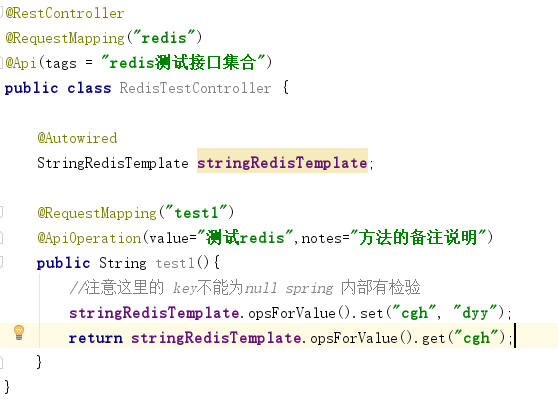 @RestController
@RequestMapping("redis")
@Api(tags = "redis测试接口集合")
public class RedisTestController {
@Autowired
StringRedisTemplate stringRedisTemplate;
@RequestMapping("test1")
@ApiOperation(value="测试redis",notes="方法的备注说明")
public String test1(){
//注意这里的 key不能为null spring 内部有检验
stringRedisTemplate.opsForValue().set("cgh", "dyy");
return stringRedisTemplate.opsForValue().get("cgh");
}
}